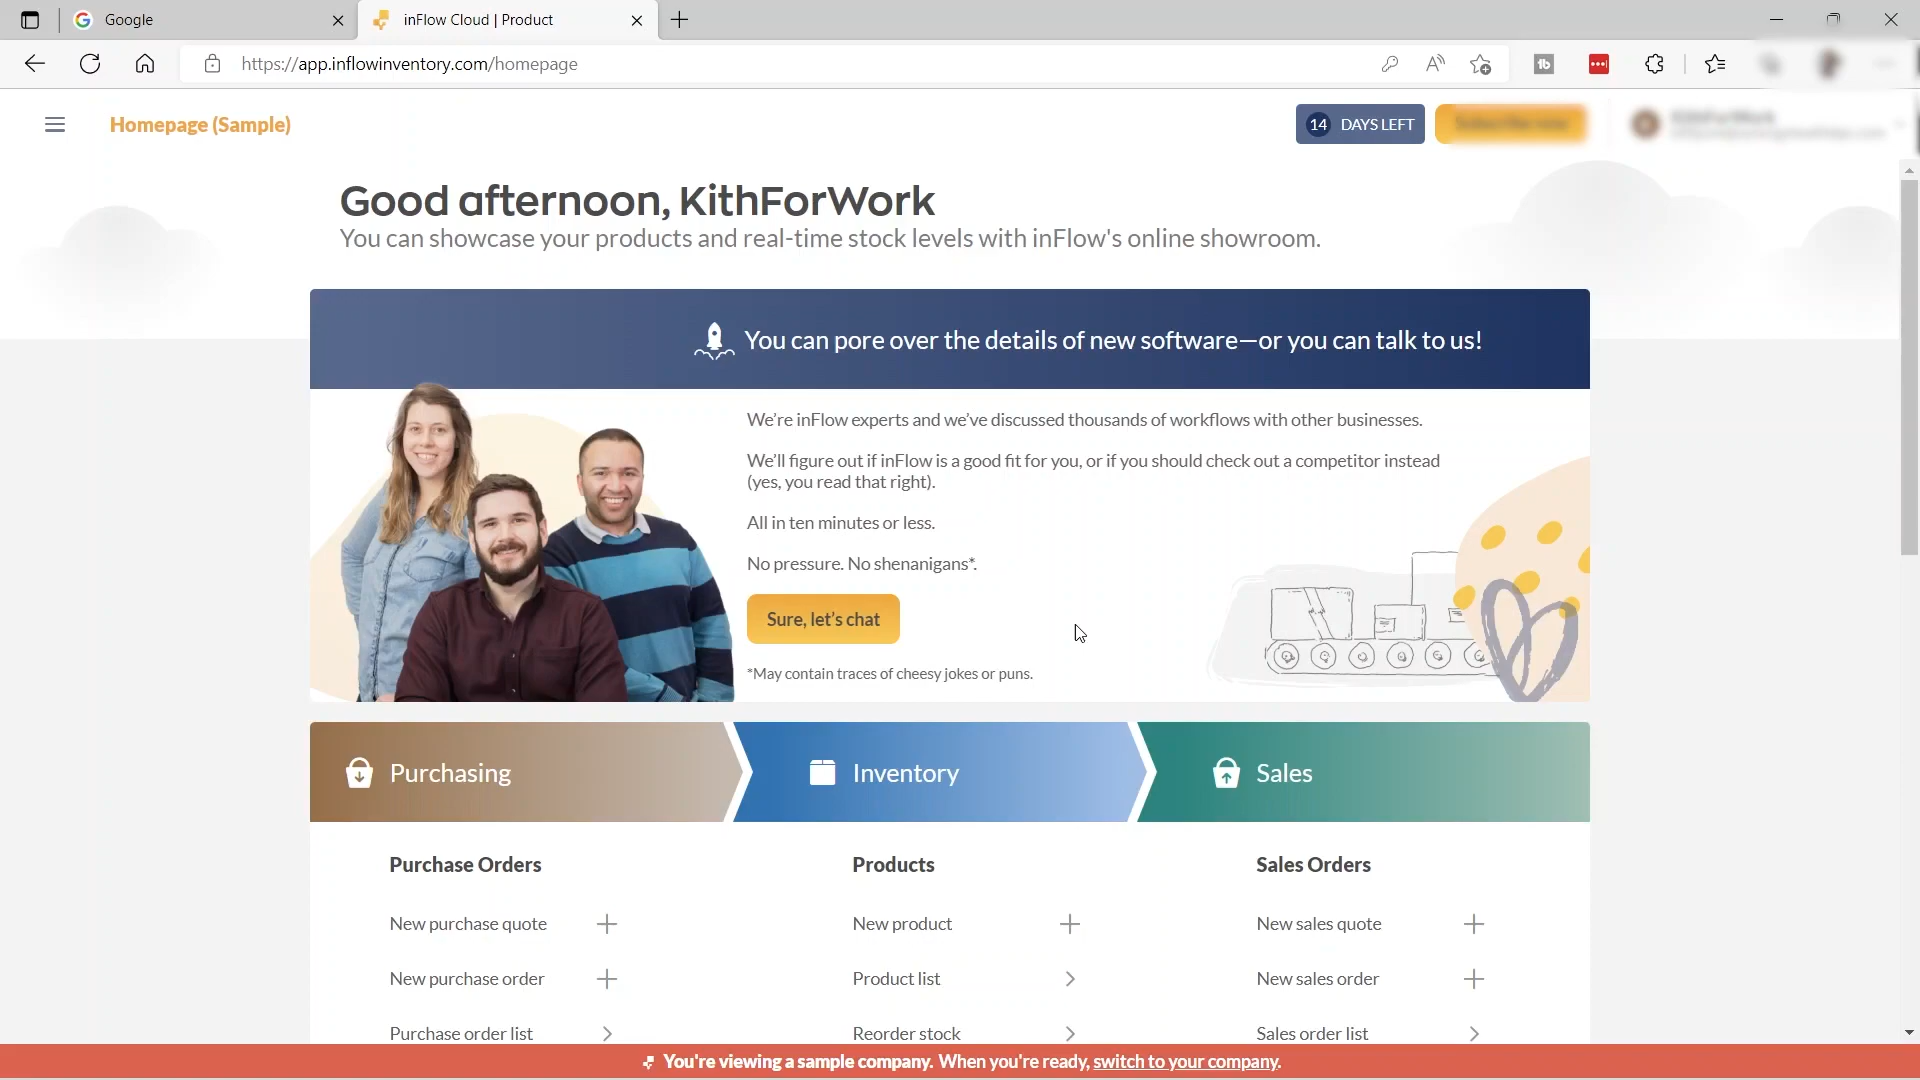 Google
inFlow Cloud | Product
https://app.inflowinventory.com/homepage
Homepage (Sample)
14 DAYS LEFT
Good afternoon, KithForWork
You can showcase your products and real-time stock levels with inFlow's online showroom.
You can pore over the details of new software—or you can talk to us!
We're inFlow experts and we've discussed thousands of workflows with other businesses.
We'll figure out if inFlow is a good fit for you, or if you should check out a competitor instead
(yes, you read that right).
All in ten minutes or less.
No pressure. No shenanigans*.
Sure, let's chat
*May contain traces of cheesy jokes or puns.
Purchasing
Inventory
Sales
Purchase Orders
Products
Sales Orders
New purchase quote
New product
New sales quote
New purchase order
Product list
New sales order
Purchase order list
Reorder stock
Sales order list
You're viewing a sample company. When you're ready, switch to your company.